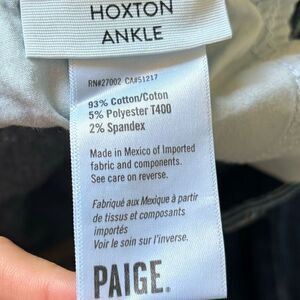 HOXTON
ANKLE
RN#27002 CA#51217
93% Cotton/Coton
5% Polyester T400
2% Spandex
Made in Mexico of Imported
fabric and components.
See care on reverse.
Fabriqué aux Mexique à partir
de tissus et composants
importés
Voir le soin sur l'inverse.
PAIGE.